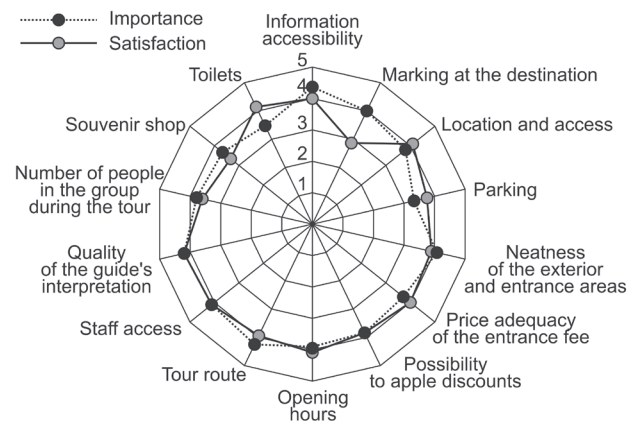 Importance
Satisfaction
Information
accessibility
Marking at the destination
Location and access
Parking
Neatness
of the exterior
and entrance areas
Price adequacy
of the entrance fee
Possibility
to apple discounts
Opening
hours
Tour route
Staff access
Quality
of the guide's
interpretation
Number of people
in the group
during the tour
Souvenir shop
Toilets
5
4
3
2
1